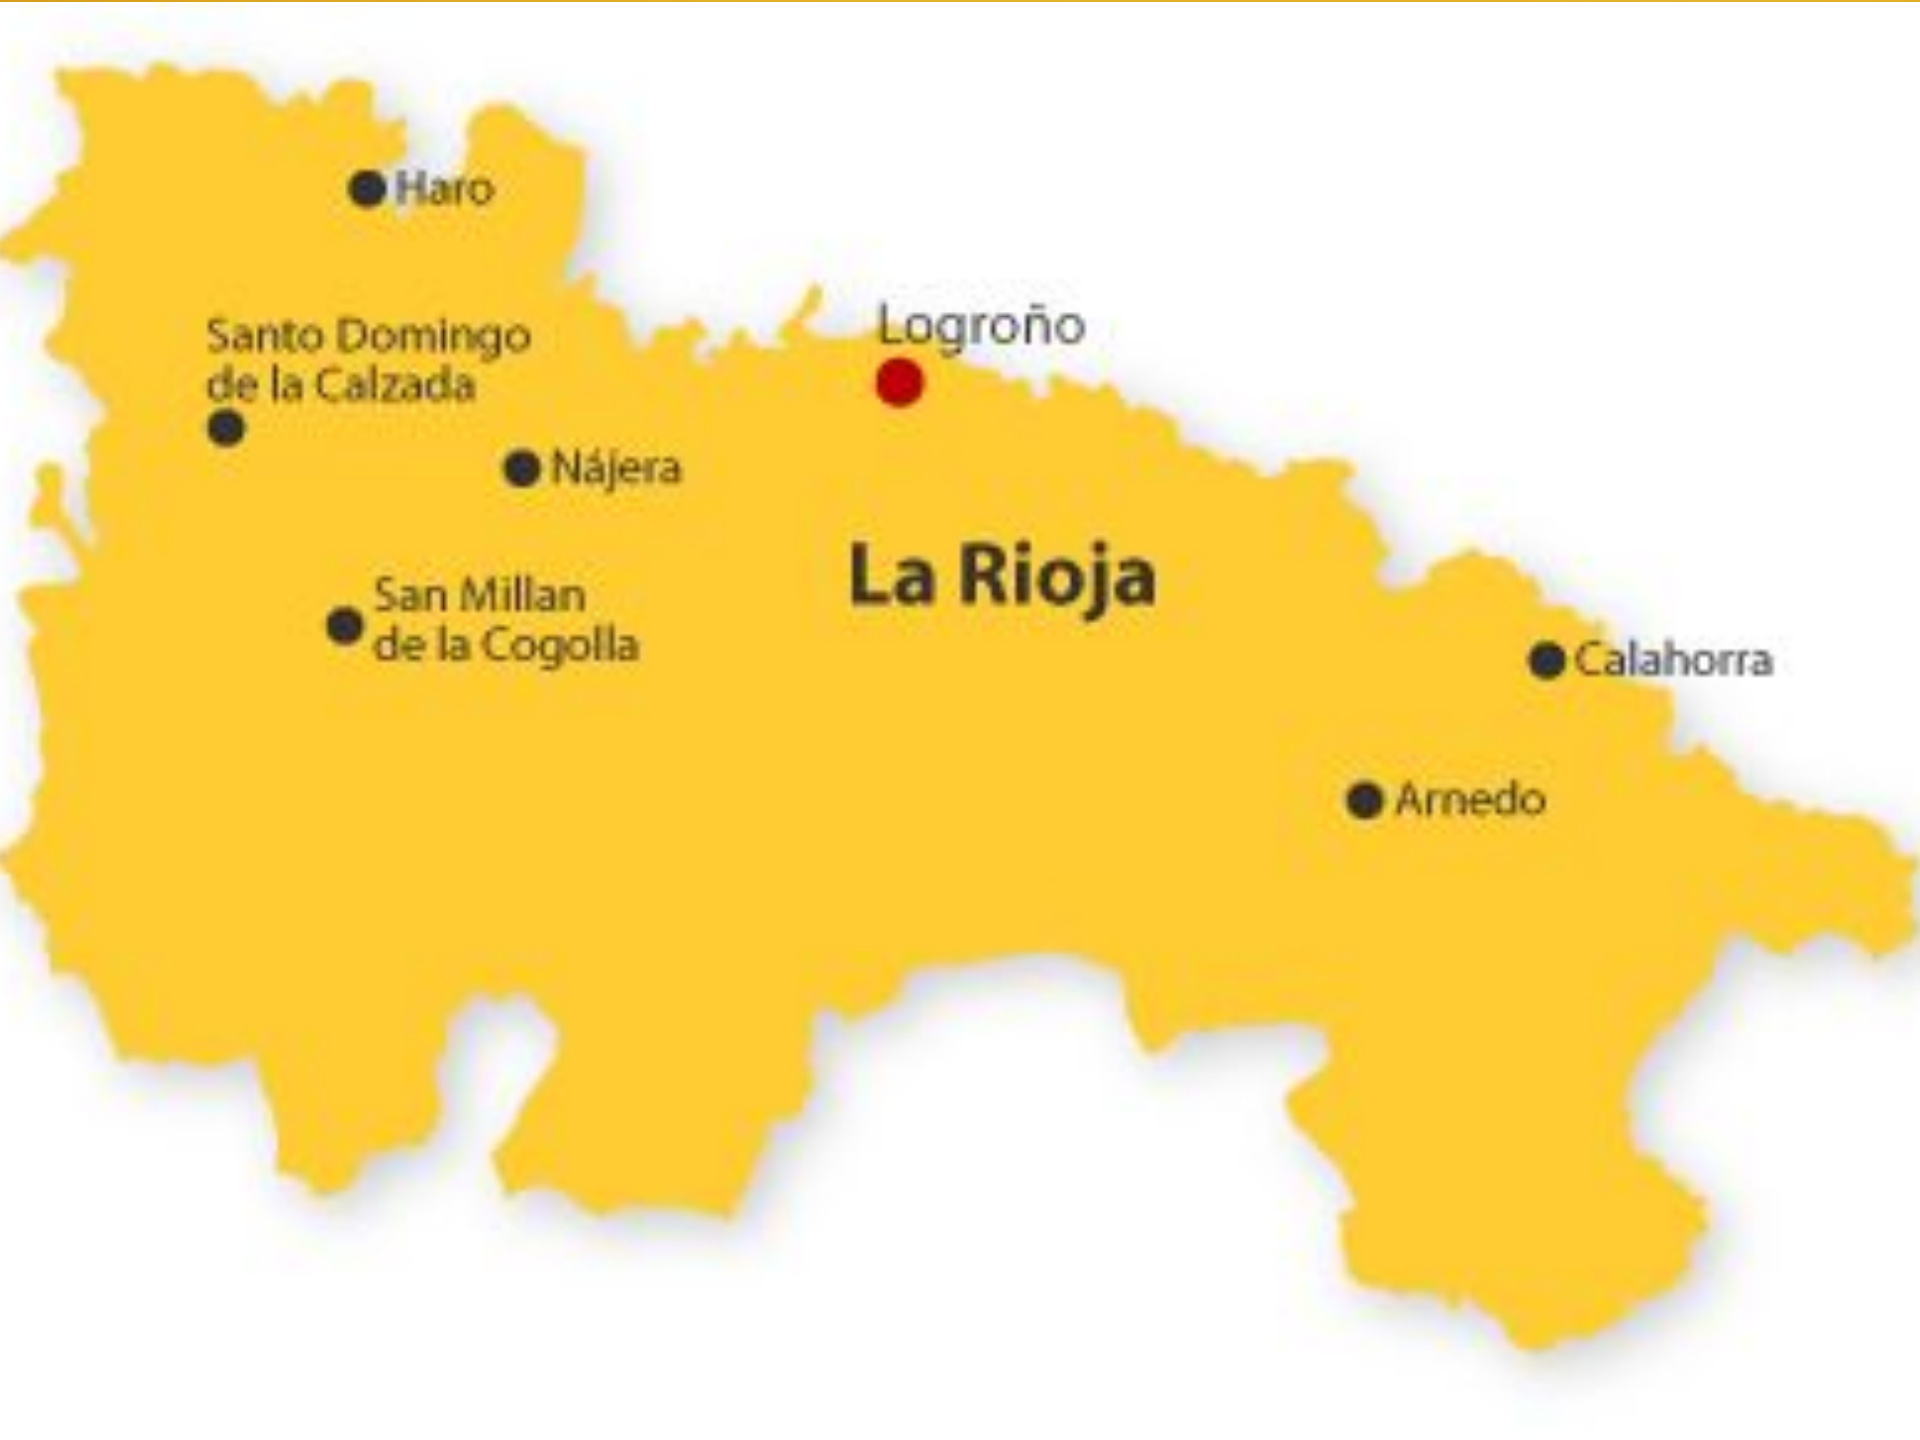 Haro
Logroño
Santo Domingo
de la Calzada
Nájera
La Rioja
San Millan
de la Cogolla
Calahorra
Arnedo